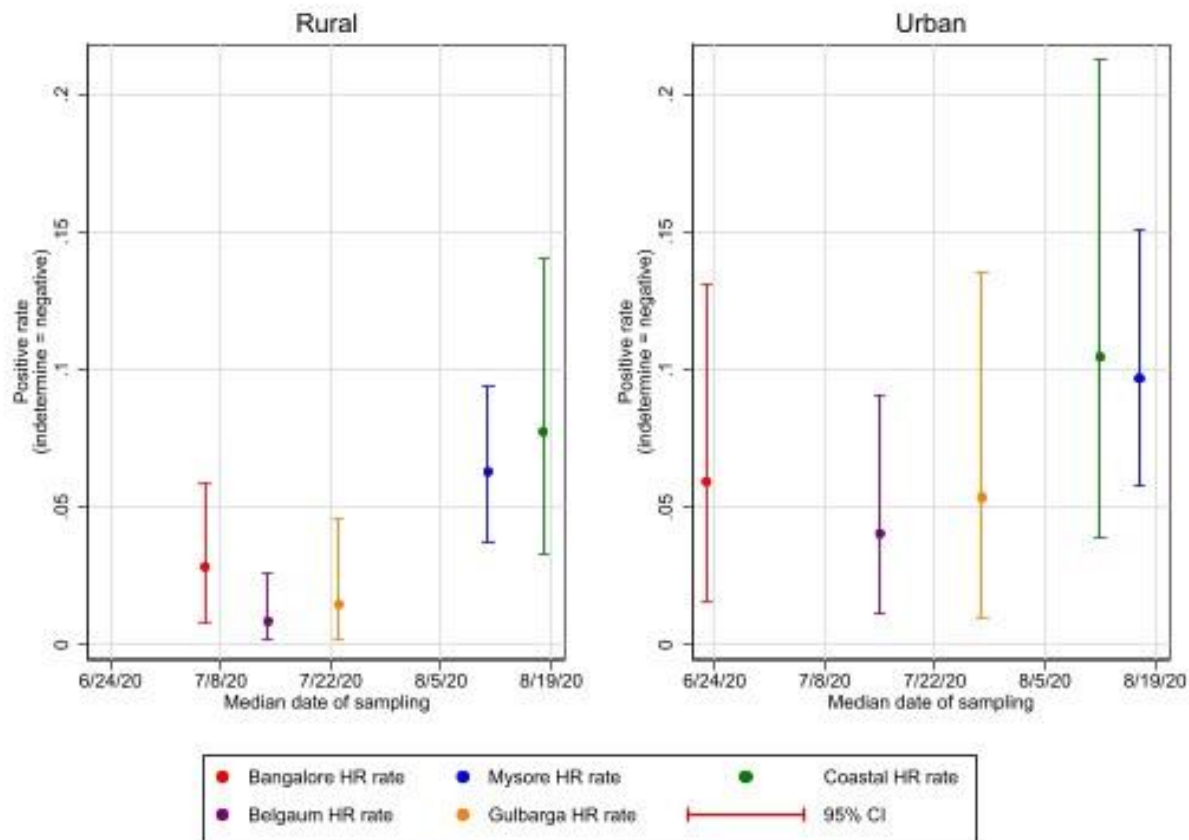 Rural
Urban
Positive rate
(indetermine = negative)
.2
.15
.1
.05
0
6/24/20 7/8/20 7/22/20 8/5/20 8/19/20
Median date of sampling
Positive rate
(indetermine = negative)
.2
.15
.1
.05
0
6/24/20 7/8/20 7/22/20 8/5/20 8/19/20
Median date of sampling
Bangalore HR rate Mysore HR rate Coastal HR rate
Belgaum HR rate Gulbarga HR rate 95% CI